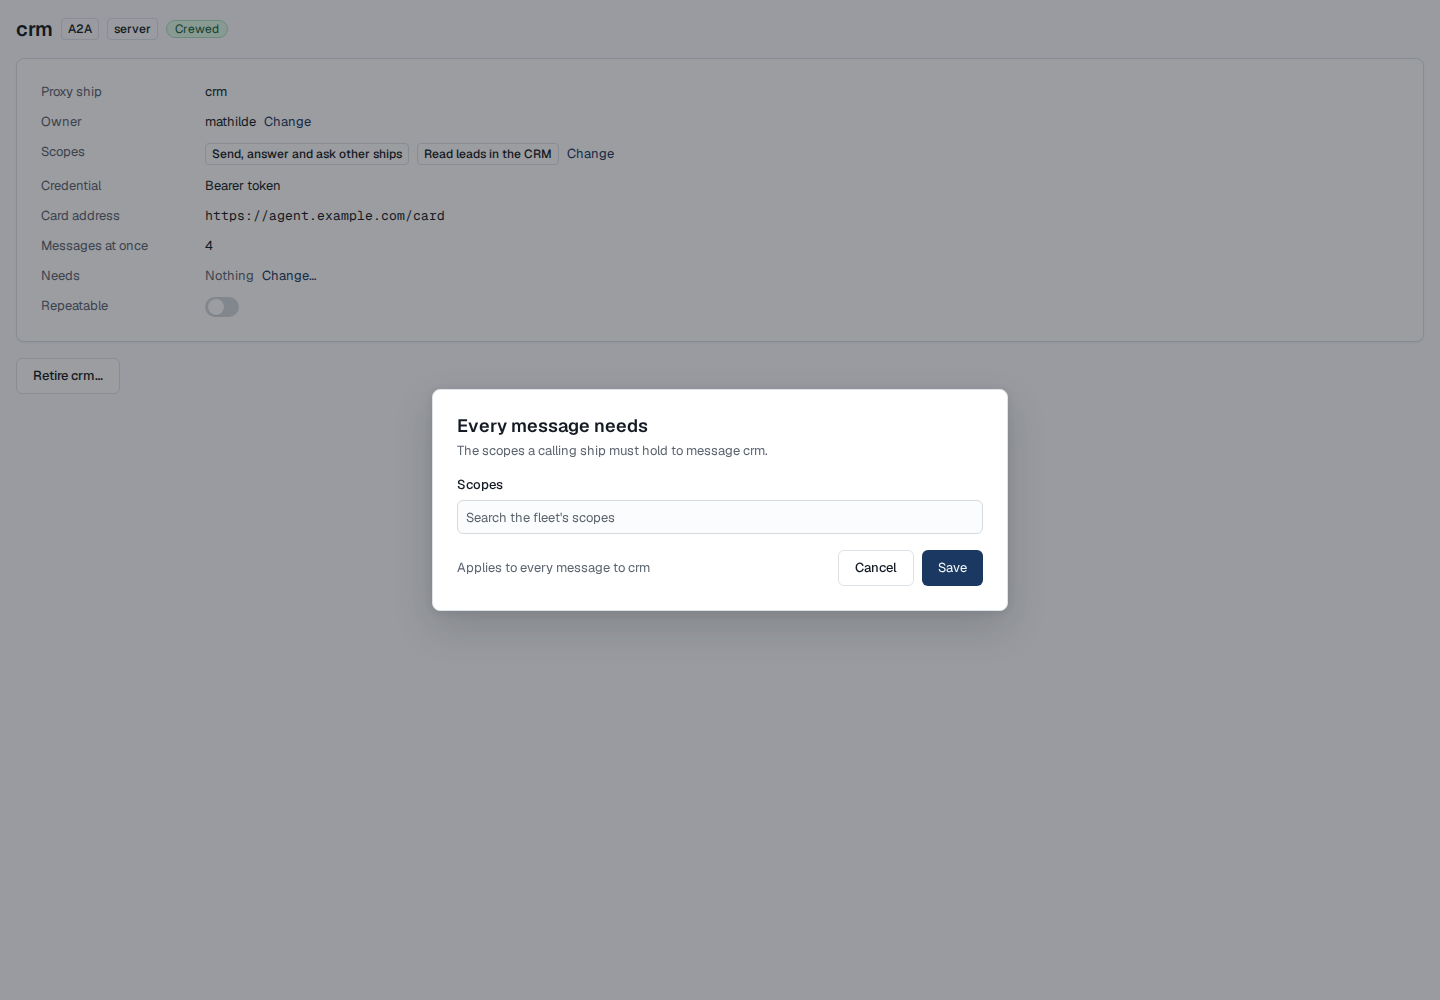 crm A2A server Crewed
Proxy ship crm
Owner mathilde Change
Scopes Send, answer and ask other ships Read leads in the CRM Change
Credential Bearer token
Card address https://agent.example.com/card
Messages at once 4
Needs Nothing Change…
Repeatable
Retire crm…
Every message needs
The scopes a calling ship must hold to message crm.
Scopes
Search the fleet's scopes
Applies to every message to crm Cancel Save